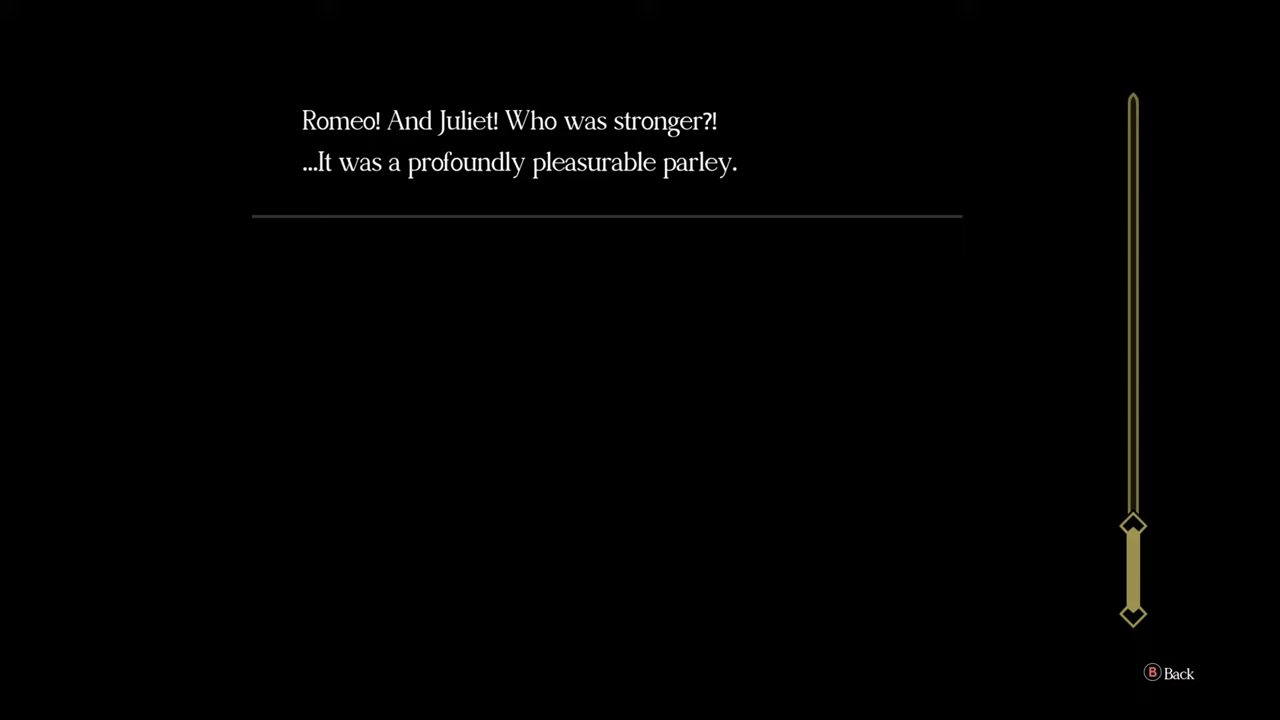 Romeo! And Juliet! Who was stronger?!
...It was a profoundly pleasurable parley.
B Back